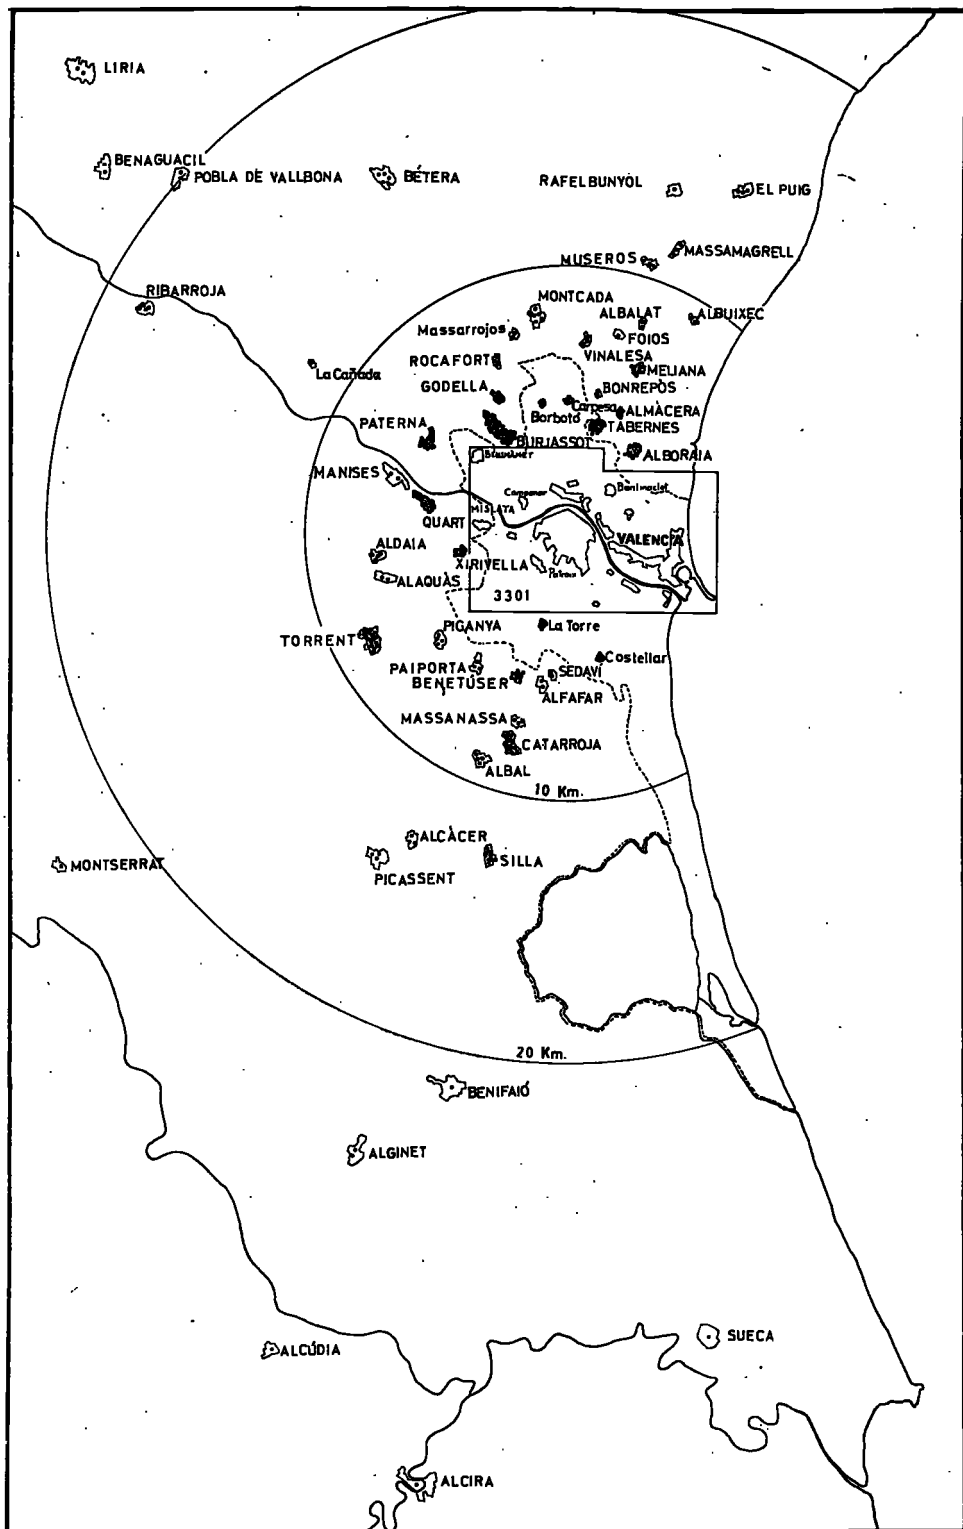 LIRIA
BENAGUACIL
POBLA DE VALLBONA
BÉTERA
RAFELBUNYOL
EL PUIG
MUSEROS
MASSAMAGRELL
RIBARROJA
MONTCADA
ALBALAT
ALBUIXEC
Massarrojos
FOIOS
VINALESA
ROCAFORT
La Cañada
MELIANA
GODELLA
BONREPÒS
Borbotó
Carpesa
ALMÀCERA
PATERNA
TABERNES
BURJASSOT
ALBORAIA
MANISES
Campanar
Benimaclet
QUART
MISLATA
VALENCIA
ALDAIA
XIRIVELLA
Patraix
ALAQUÀS
3301
TORRENT
PIGANYA
La Torre
PAIPORTA
Costellar
BENETÚSER
SEDAVÍ
ALFAFAR
MASSANASSA
CATARROJA
ALBAL
10 Km.
ALCÀCER
MONTSERRAT
PICASSENT
SILLA
20 Km.
BENIFAIÓ
ALGINET
SUECA
ALCÚDIA
ALCIRA